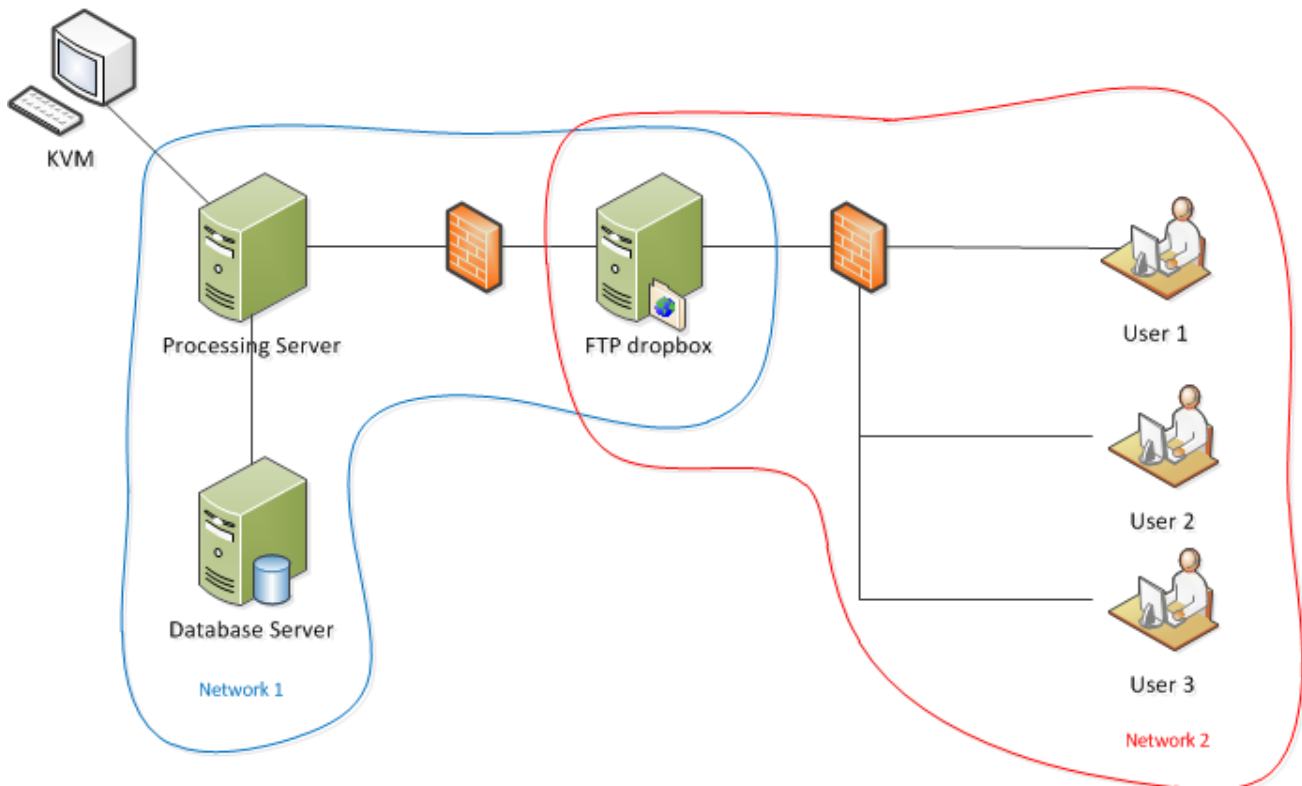 KVM
Processing Server
FTP dropbox
User 1
User 2
Database Server
User 3
Network 1
Network 2